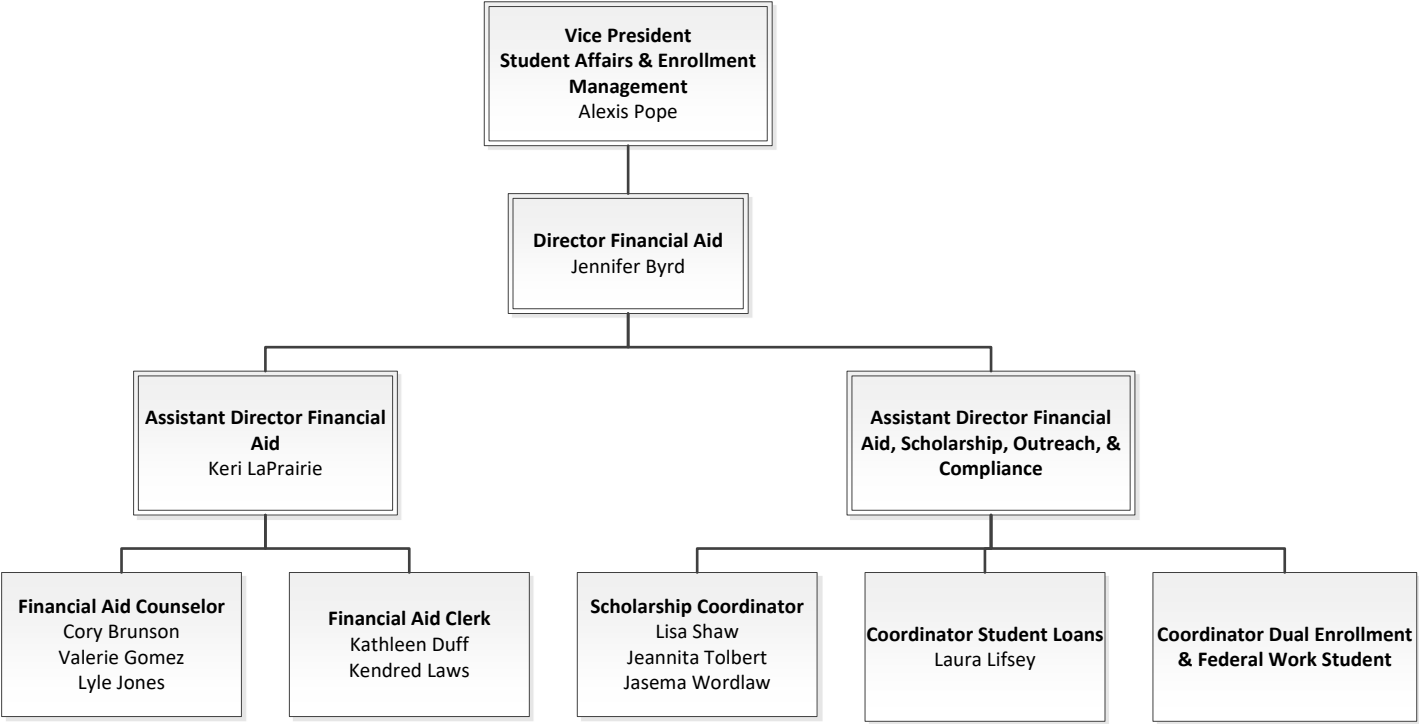 Vice President
Student Affairs & Enrollment
Management
Alexis Pope
Director Financial Aid
Jennifer Byrd
Assistant Director Financial
Aid
Keri LaPrairie
Assistant Director Financial
Aid, Scholarship, Outreach, &
Compliance
Financial Aid Counselor
Cory Brunson
Valerie Gomez
Lyle Jones
Financial Aid Clerk
Kathleen Duff
Kendred Laws
Scholarship Coordinator
Lisa Shaw
Jeannita Tolbert
Jasema Wordlaw
Coordinator Student Loans
Laura Lifsey
Coordinator Dual Enrollment
& Federal Work Student